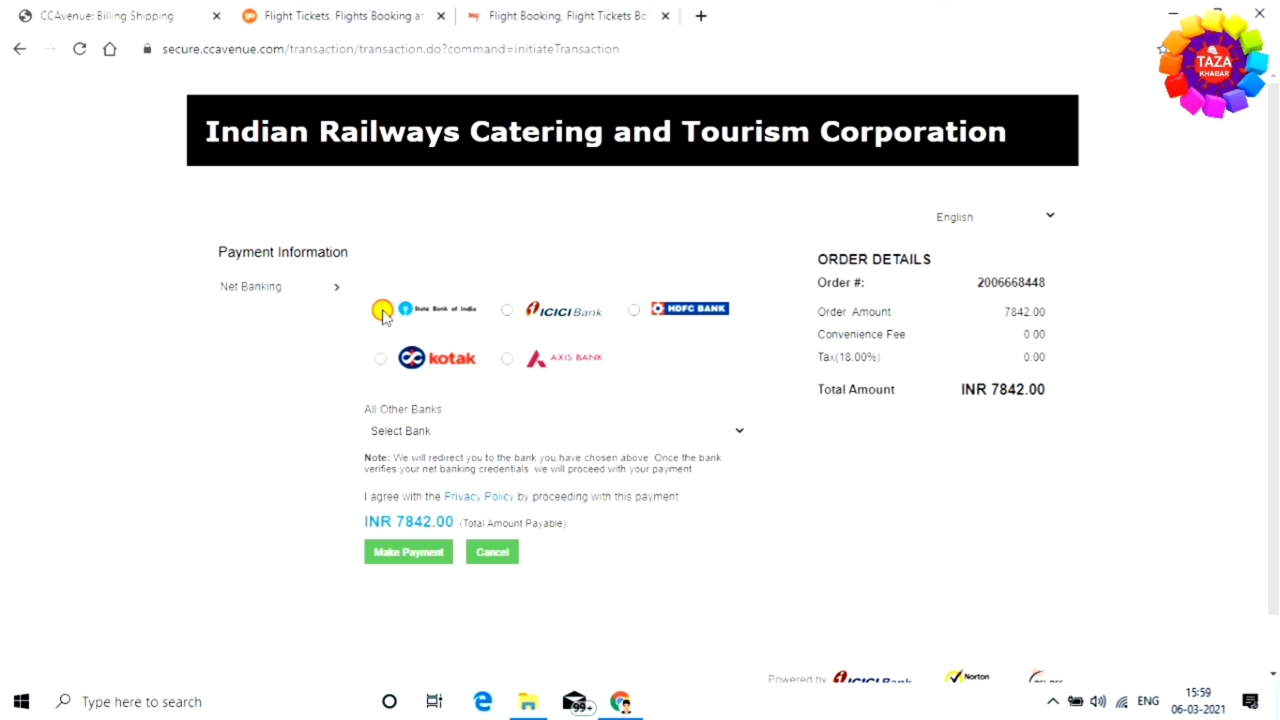 CCAvenue: Billing Shipping
Flight Tickets, Flights Booking at
Flight Booking, Flight Tickets Bo
secure.ccavenue.com/transaction/transaction.do?command=initiateTransaction
TAZA
KHABAR
Indian Railways Catering and Tourism Corporation
English
Payment Information
Net Banking
State Bank of India
ICICI Bank
HDFC BANK
kotak
AXIS BANK
All Other Banks
Select Bank
Note: We will redirect you to the bank you have chosen above Once the bank
verifies your net banking credentials we will proceed with your payment
I agree with the Privacy Policy by proceeding with this payment
INR 7842.00 (Total Amount Payable)
Make Payment Cancel
ORDER DETAILS
Order #: 2006668448
Order Amount 7842.00
Convenience Fee 0 00
Tax(18.00%) 0.00
Total Amount INR 7842.00
Powered by ICICI Bank Norton
Type here to search
99+
ENG
15:59
06-03-2021